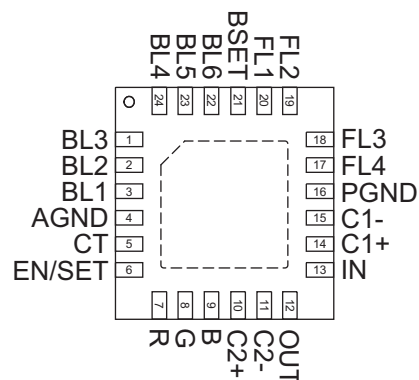 BL4
BL5
BL6
BSET
FL1
FL2
24
23
22
21
20
19
BL3 1
BL2 2
BL1 3
AGND 4
CT 5
EN/SET 6
18 FL3
17 FL4
16 PGND
15 C1-
14 C1+
13 IN
7
8
9
10
11
12
R
G
B
C2+
C2-
OUT